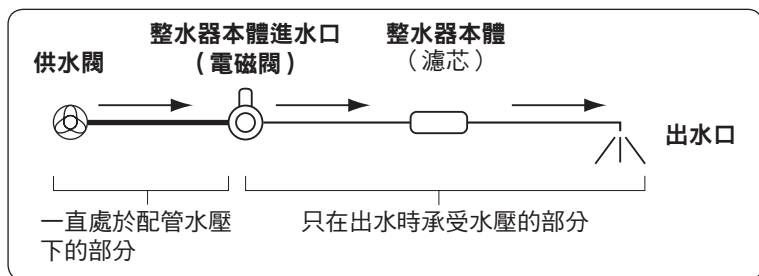 整水器本體進水口
（電磁閥）
整水器本體
（濾芯）
供水閥
出水口
一直處於配管水壓
下的部分
只在出水時承受水壓的部分